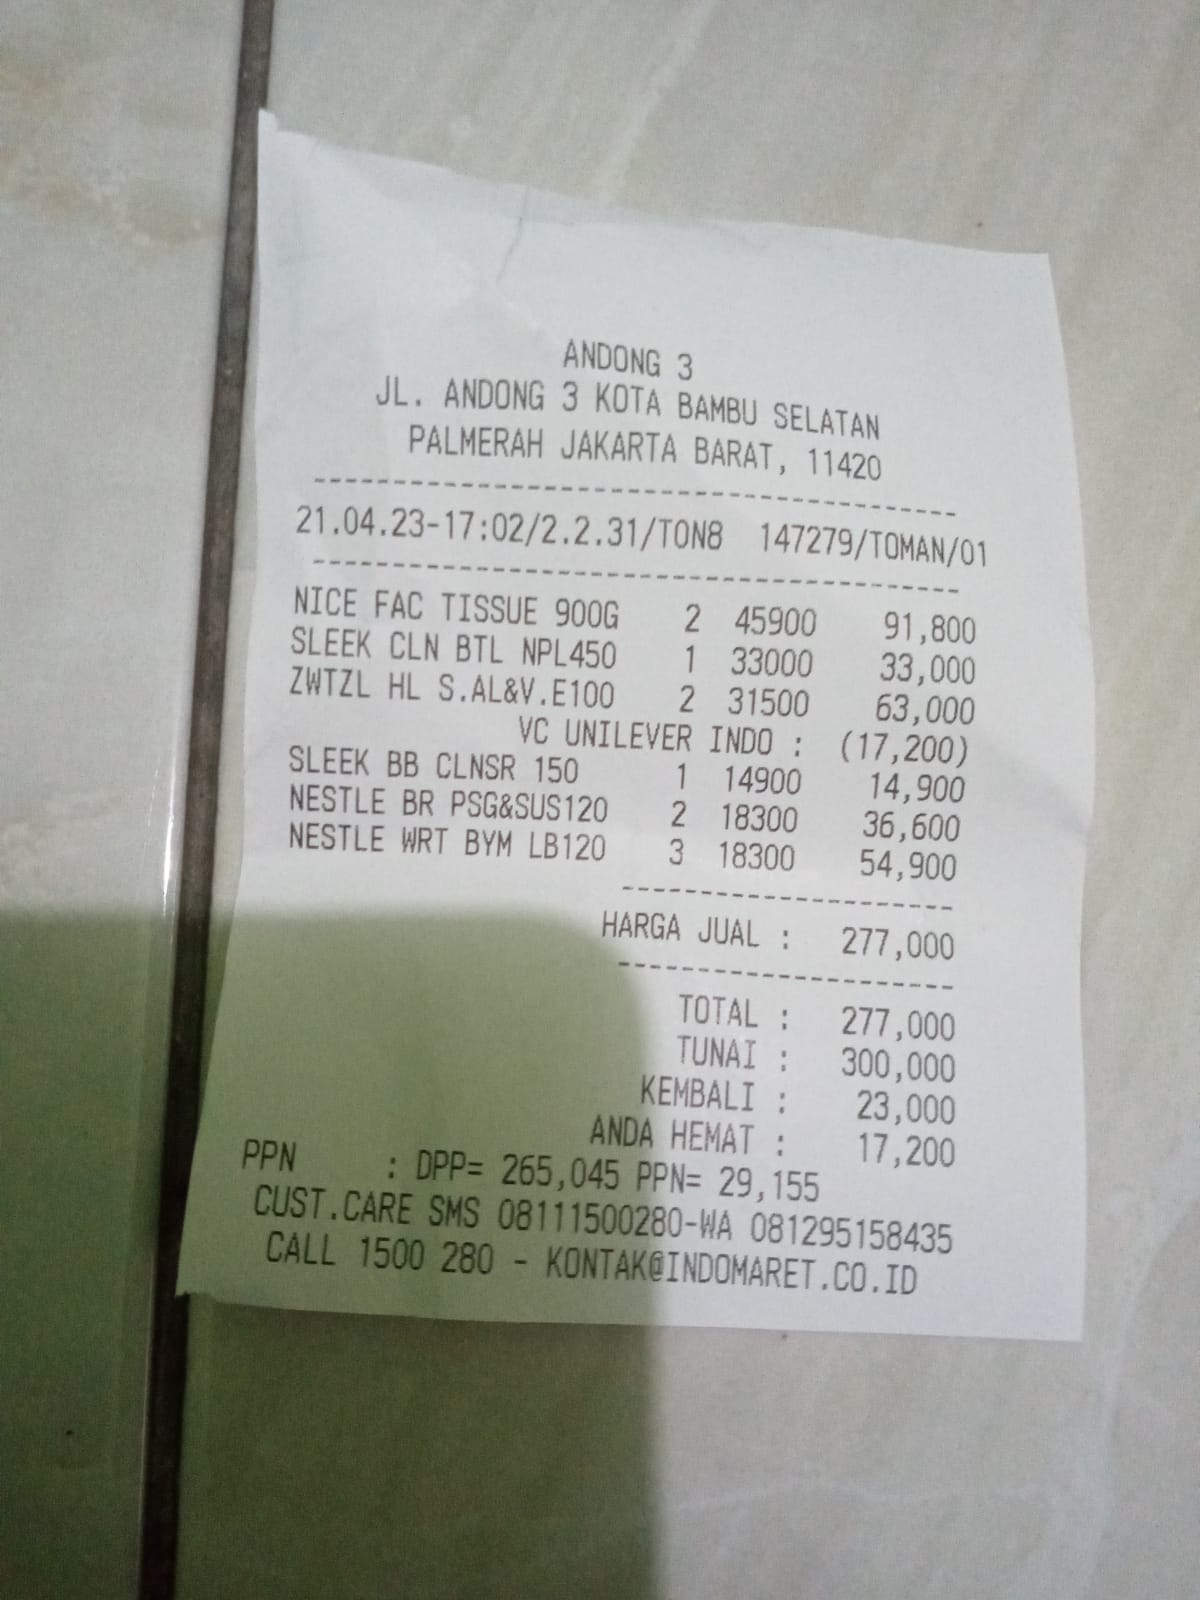 ANDONG 3
JL. ANDONG 3 KOTA BAMBU SELATAN
PALMERAH JAKARTA BARAT, 11420
----------------------------------------
21.04.23-17:02/2.2.31/TON8 147279/TOMAN/01
----------------------------------------
NICE FAC TISSUE 900G 2 45900 91,800
SLEEK CLN BTL NPL450 1 33000 33,000
ZWTZL HL S.AL&V.E100 2 31500 63,000
VC UNILEVER INDO : (17,200)
SLEEK BB CLNSR 150 1 14900 14,900
NESTLE BR PSG&SUS120 2 18300 36,600
NESTLE WRT BYM LB120 3 18300 54,900
---------------------
HARGA JUAL : 277,000
---------------------
TOTAL : 277,000
TUNAI : 300,000
KEMBALI : 23,000
ANDA HEMAT : 17,200
PPN : DPP= 265,045 PPN= 29,155
CUST.CARE SMS 08111500280-WA 081295158435
CALL 1500 280 - KONTAK@INDOMARET.CO.ID